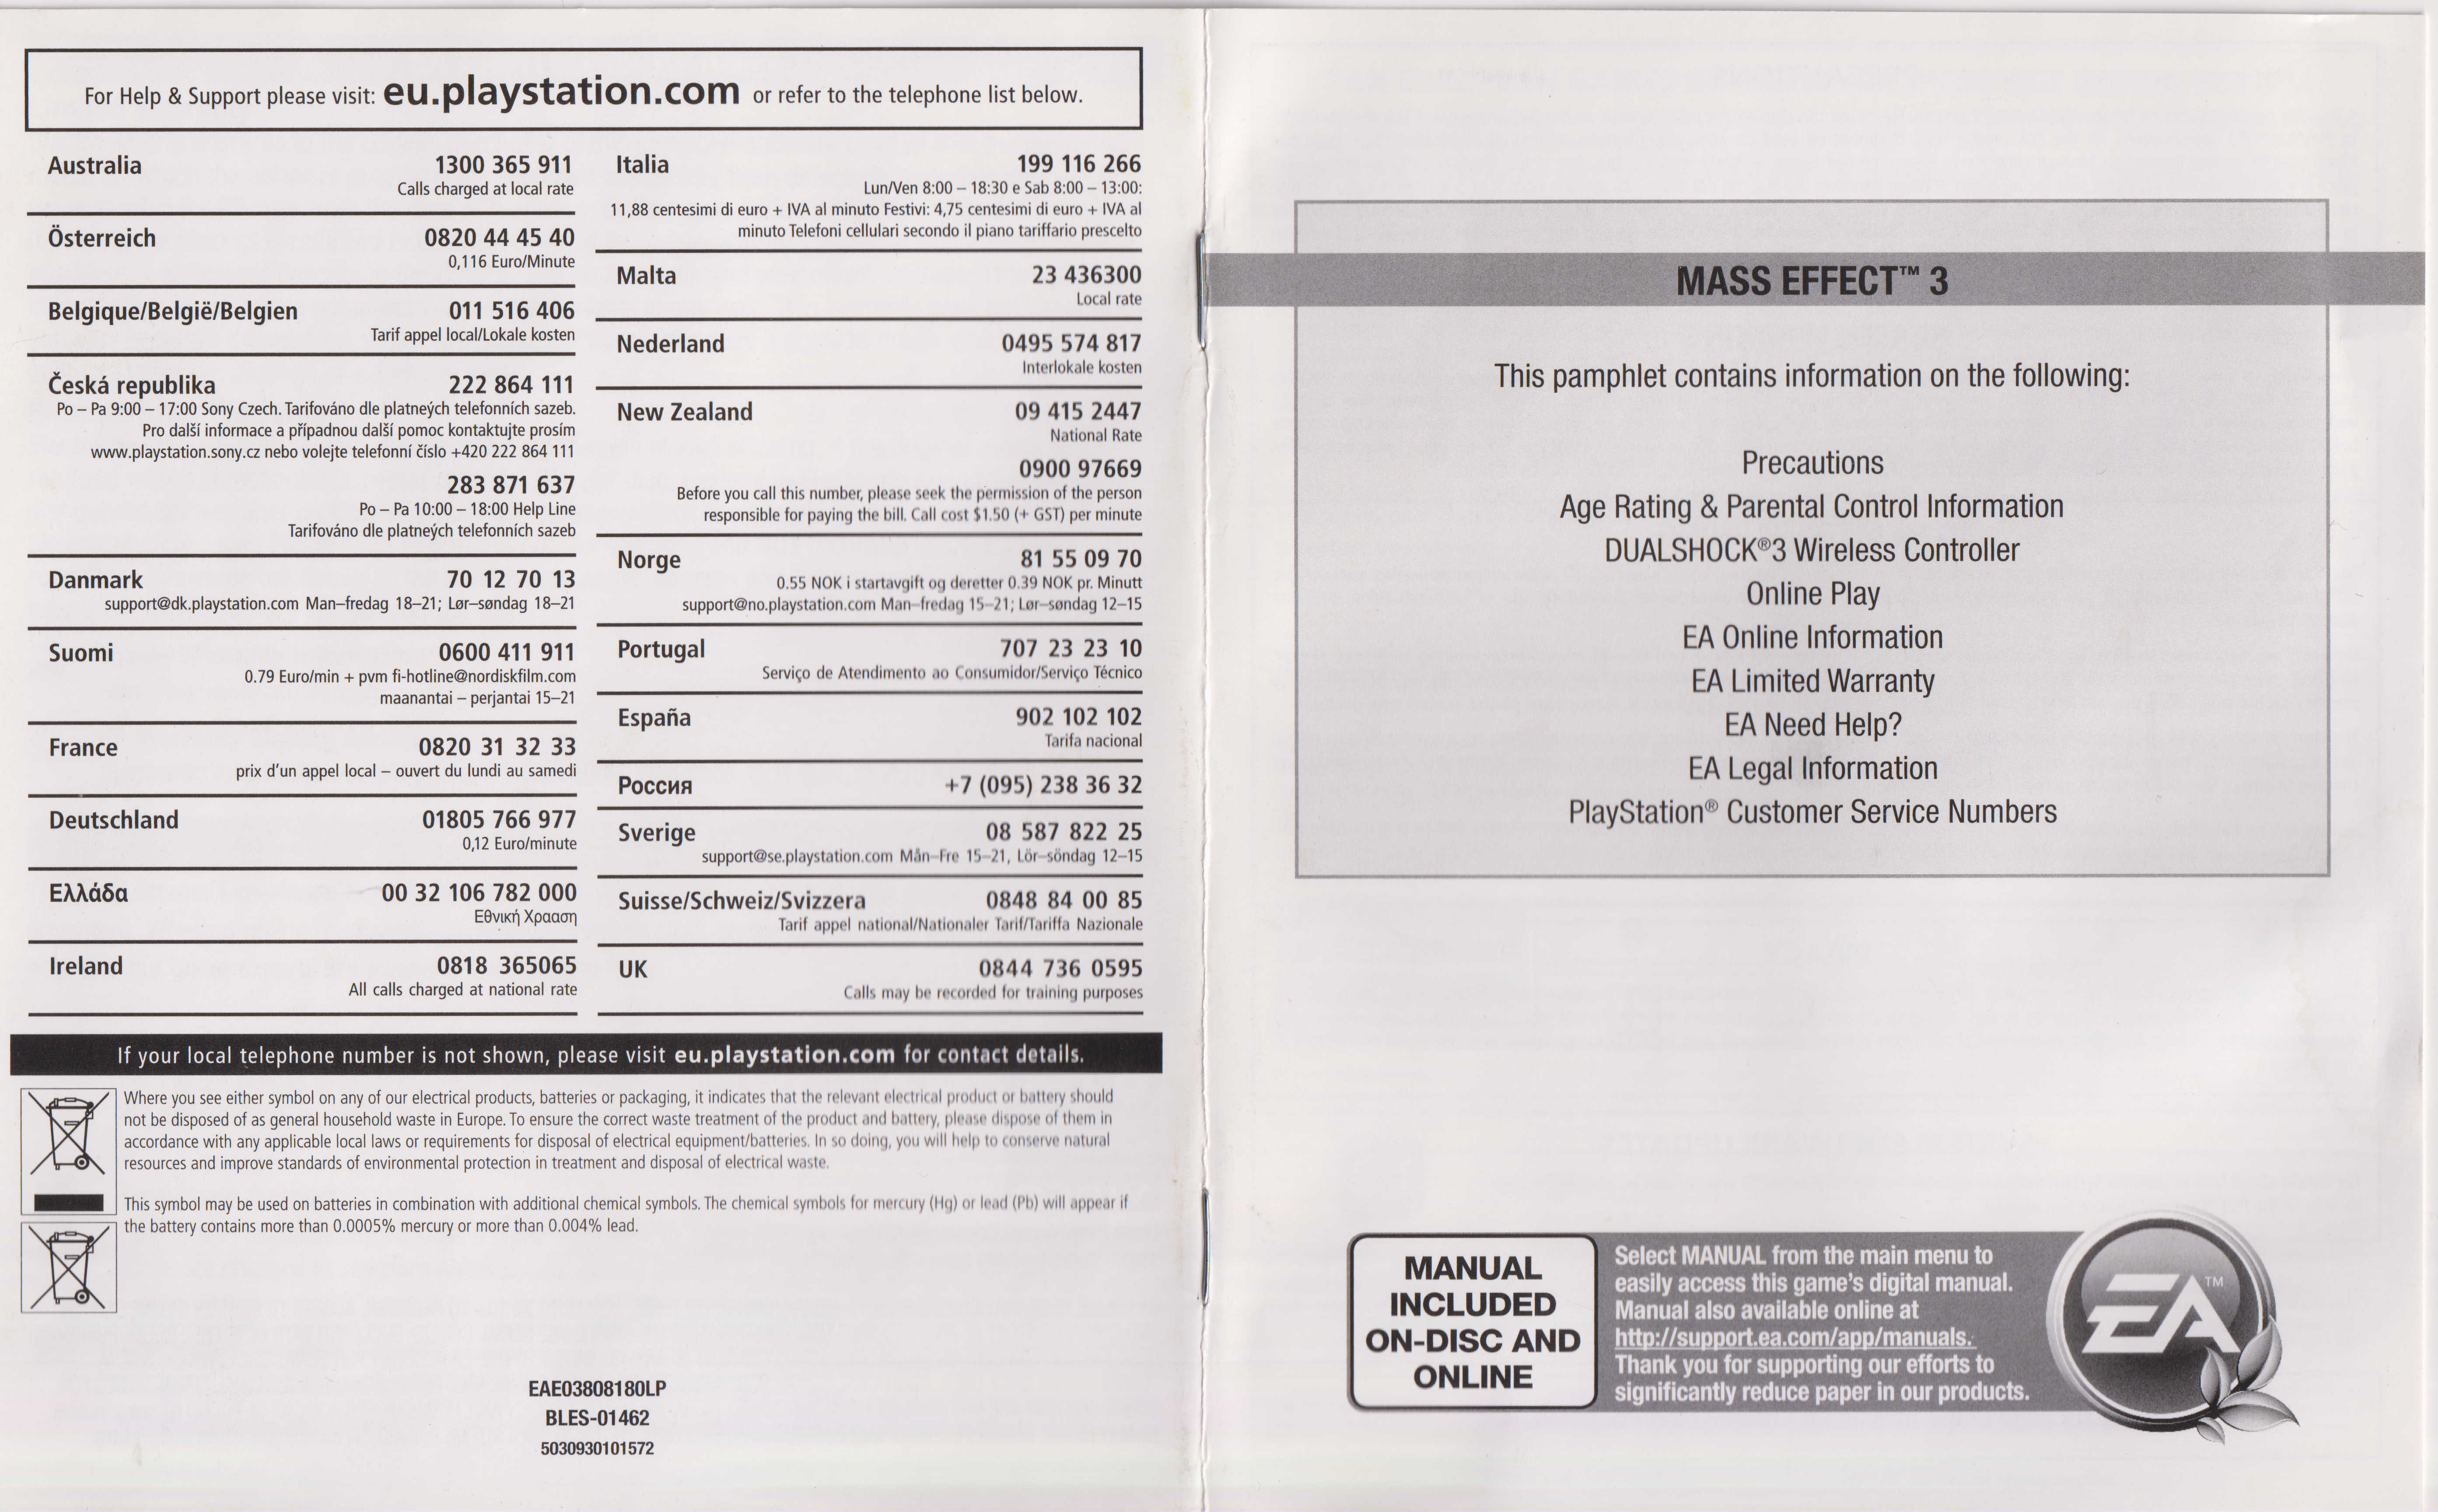 For Help & Support please visit: eu.playstation.com or refer to the telephone list below.
Australia 1300 365 911
Calls charged at local rate
Österreich 0820 44 45 40
0,116 Euro/Minute
Belgique/België/Belgien 011 516 406
Tarif appel local/Lokale kosten
Česká republika 222 864 111
Po – Pa 9:00 – 17:00 Sony Czech. Tarifováno dle platneých telefonních sazeb.
Pro další informace a případnou další pomoc kontaktujte prosím
www.playstation.sony.cz nebo volejte telefonní číslo +420 222 864 111
283 871 637
Po – Pa 10:00 – 18:00 Help Line
Tarifováno dle platneých telefonních sazeb
Danmark 70 12 70 13
support@dk.playstation.com Man–fredag 18–21; Lør–søndag 18–21
Suomi 0600 411 911
0.79 Euro/min + pvm fi-hotline@nordiskfilm.com
maanantai – perjantai 15–21
France 0820 31 32 33
prix d'un appel local – ouvert du lundi au samedi
Deutschland 01805 766 977
0,12 Euro/minute
Ελλάδα 00 32 106 782 000
Εθνική Χρααση
Ireland 0818 365065
All calls charged at national rate
Italia 199 116 266
Lun/Ven 8:00 – 18:30 e Sab 8:00 – 13:00:
11,88 centesimi di euro + IVA al minuto Festivi: 4,75 centesimi di euro + IVA al
minuto Telefoni cellulari secondo il piano tariffario prescelto
Malta 23 436300
Local rate
Nederland 0495 574 817
Interlokale kosten
New Zealand 09 415 2447
National Rate
0900 97669
Before you call this number, please seek the permission of the person
responsible for paying the bill. Call cost $1.50 (+ GST) per minute
Norge 81 55 09 70
0.55 NOK i startavgift og deretter 0.39 NOK pr. Minutt
support@no.playstation.com Man–fredag 15–21; Lør–søndag 12–15
Portugal 707 23 23 10
Serviço de Atendimento ao Consumidor/Serviço Técnico
España 902 102 102
Tarifa nacional
Россия +7 (095) 238 36 32
Sverige 08 587 822 25
support@se.playstation.com Mån–Fre 15–21, Lör–söndag 12–15
Suisse/Schweiz/Svizzera 0848 84 00 85
Tarif appel national/Nationaler Tarif/Tariffa Nazionale
UK 0844 736 0595
Calls may be recorded for training purposes
If your local telephone number is not shown, please visit eu.playstation.com for contact details.
Where you see either symbol on any of our electrical products, batteries or packaging, it indicates that the relevant electrical product or battery should
not be disposed of as general household waste in Europe. To ensure the correct waste treatment of the product and battery, please dispose of them in
accordance with any applicable local laws or requirements for disposal of electrical equipment/batteries. In so doing, you will help to conserve natural
resources and improve standards of environmental protection in treatment and disposal of electrical waste.
This symbol may be used on batteries in combination with additional chemical symbols. The chemical symbols for mercury (Hg) or lead (Pb) will appear if
the battery contains more than 0.0005% mercury or more than 0.004% lead.
EAE03808180LP
BLES-01462
5030930101572
MASS EFFECT™ 3
This pamphlet contains information on the following:
Precautions
Age Rating & Parental Control Information
DUALSHOCK®3 Wireless Controller
Online Play
EA Online Information
EA Limited Warranty
EA Need Help?
EA Legal Information
PlayStation® Customer Service Numbers
MANUAL
INCLUDED
ON-DISC AND
ONLINE
Select MANUAL from the main menu to
easily access this game's digital manual.
Manual also available online at
http://support.ea.com/app/manuals.
Thank you for supporting our efforts to
significantly reduce paper in our products.
EA™